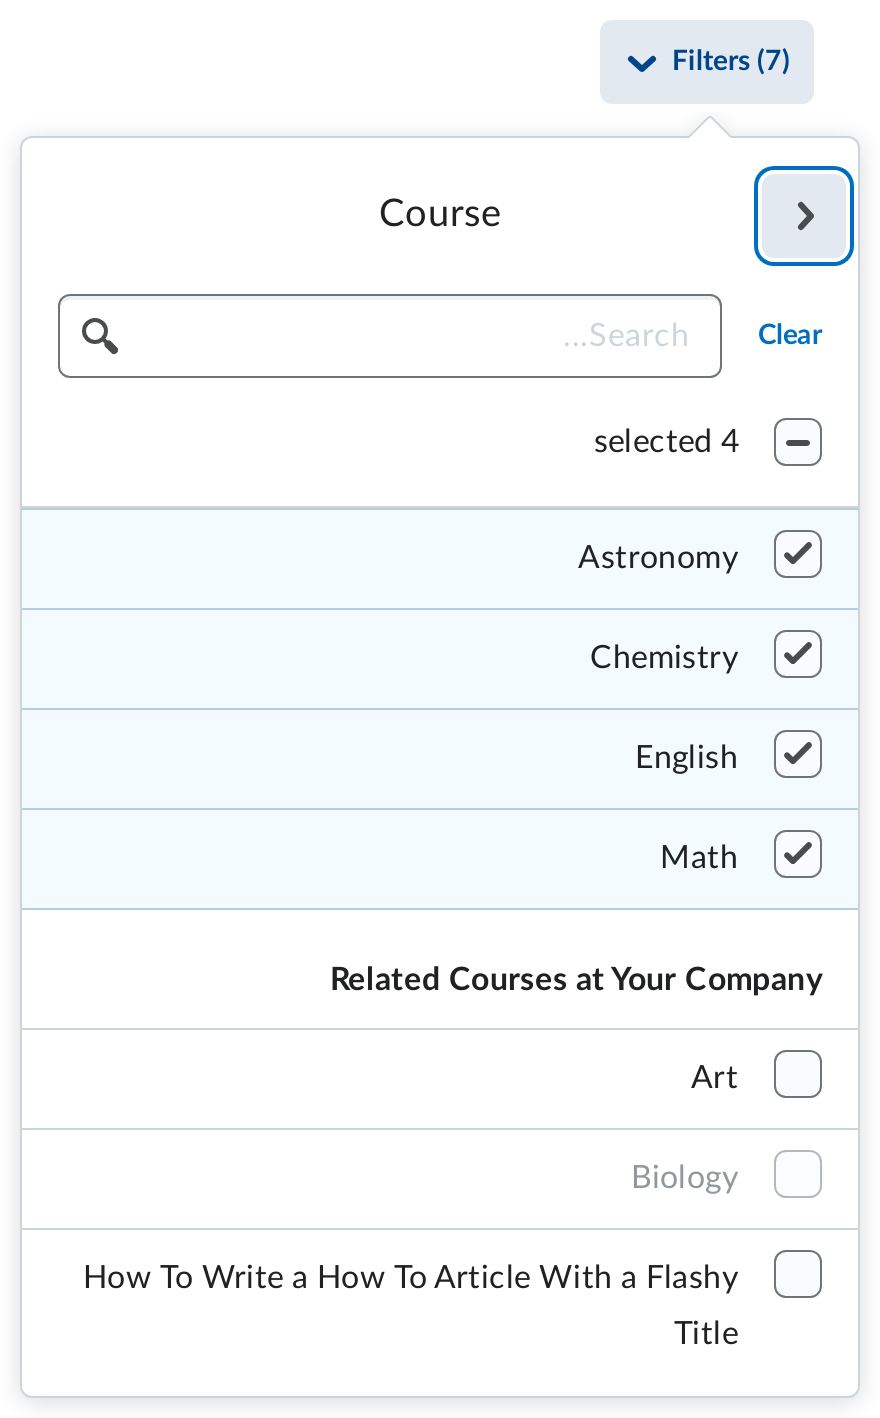 Filters (7)
Course
...Search
Clear
selected 4
Astronomy
Chemistry
English
Math
Related Courses at Your Company
Art
Biology
How To Write a How To Article With a Flashy
Title